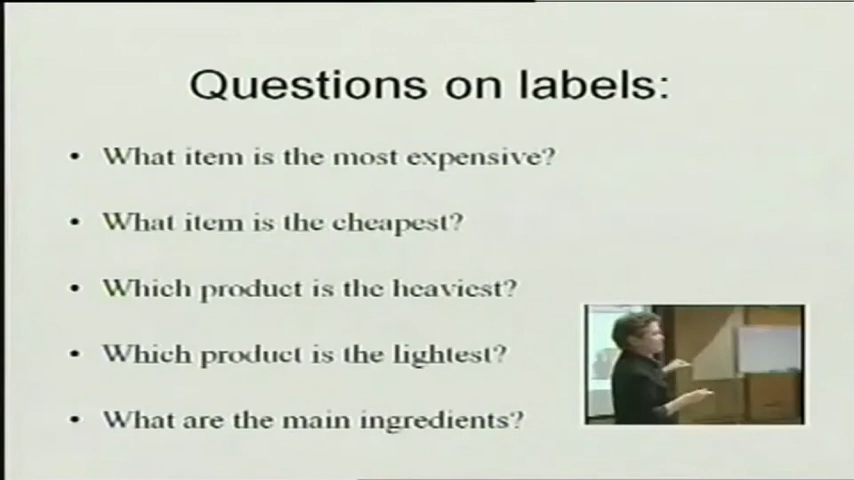 Questions on labels:
• What item is the most expensive?
• What item is the cheapest?
• Which product is the heaviest?
• Which product is the lightest?
• What are the main ingredients?